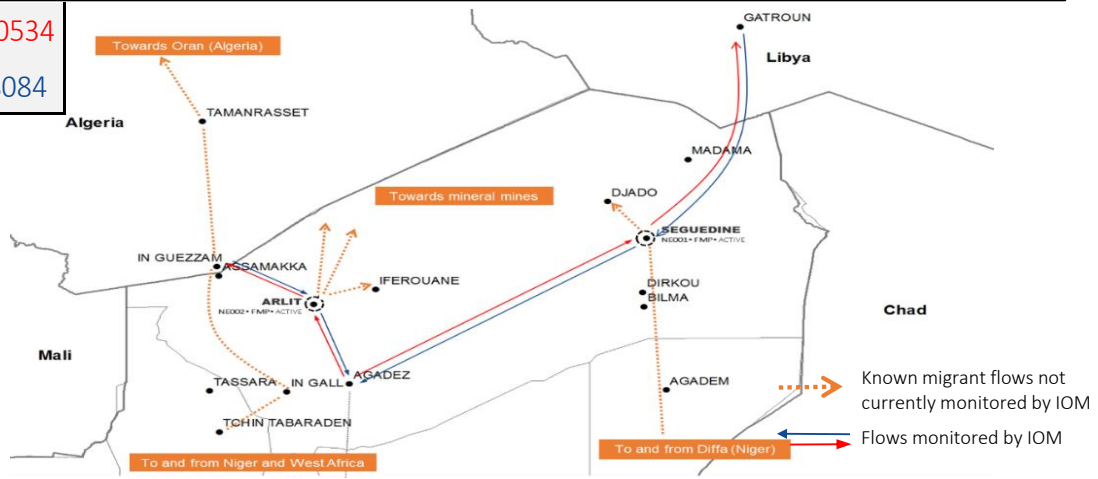 0534
084
GATROUN
Towards Oran (Algeria)
Libya
TAMANRASSET
Algeria
MADAMA
DJADO
Towards mineral mines
SEGUEDINE
NE001 • FMP • ACTIVE
IN GUEZZAM
ASSAMAKKA
IFEROUANE
DIRKOU
BILMA
ARLIT
NE002 • FMP • ACTIVE
Chad
Mali
AGADEZ
TASSARA
IN GALL
AGADEM
Known migrant flows not
currently monitored by IOM
TCHIN TABARADEN
Flows monitored by IOM
To and from Diffa (Niger)
To and from Niger and West Africa